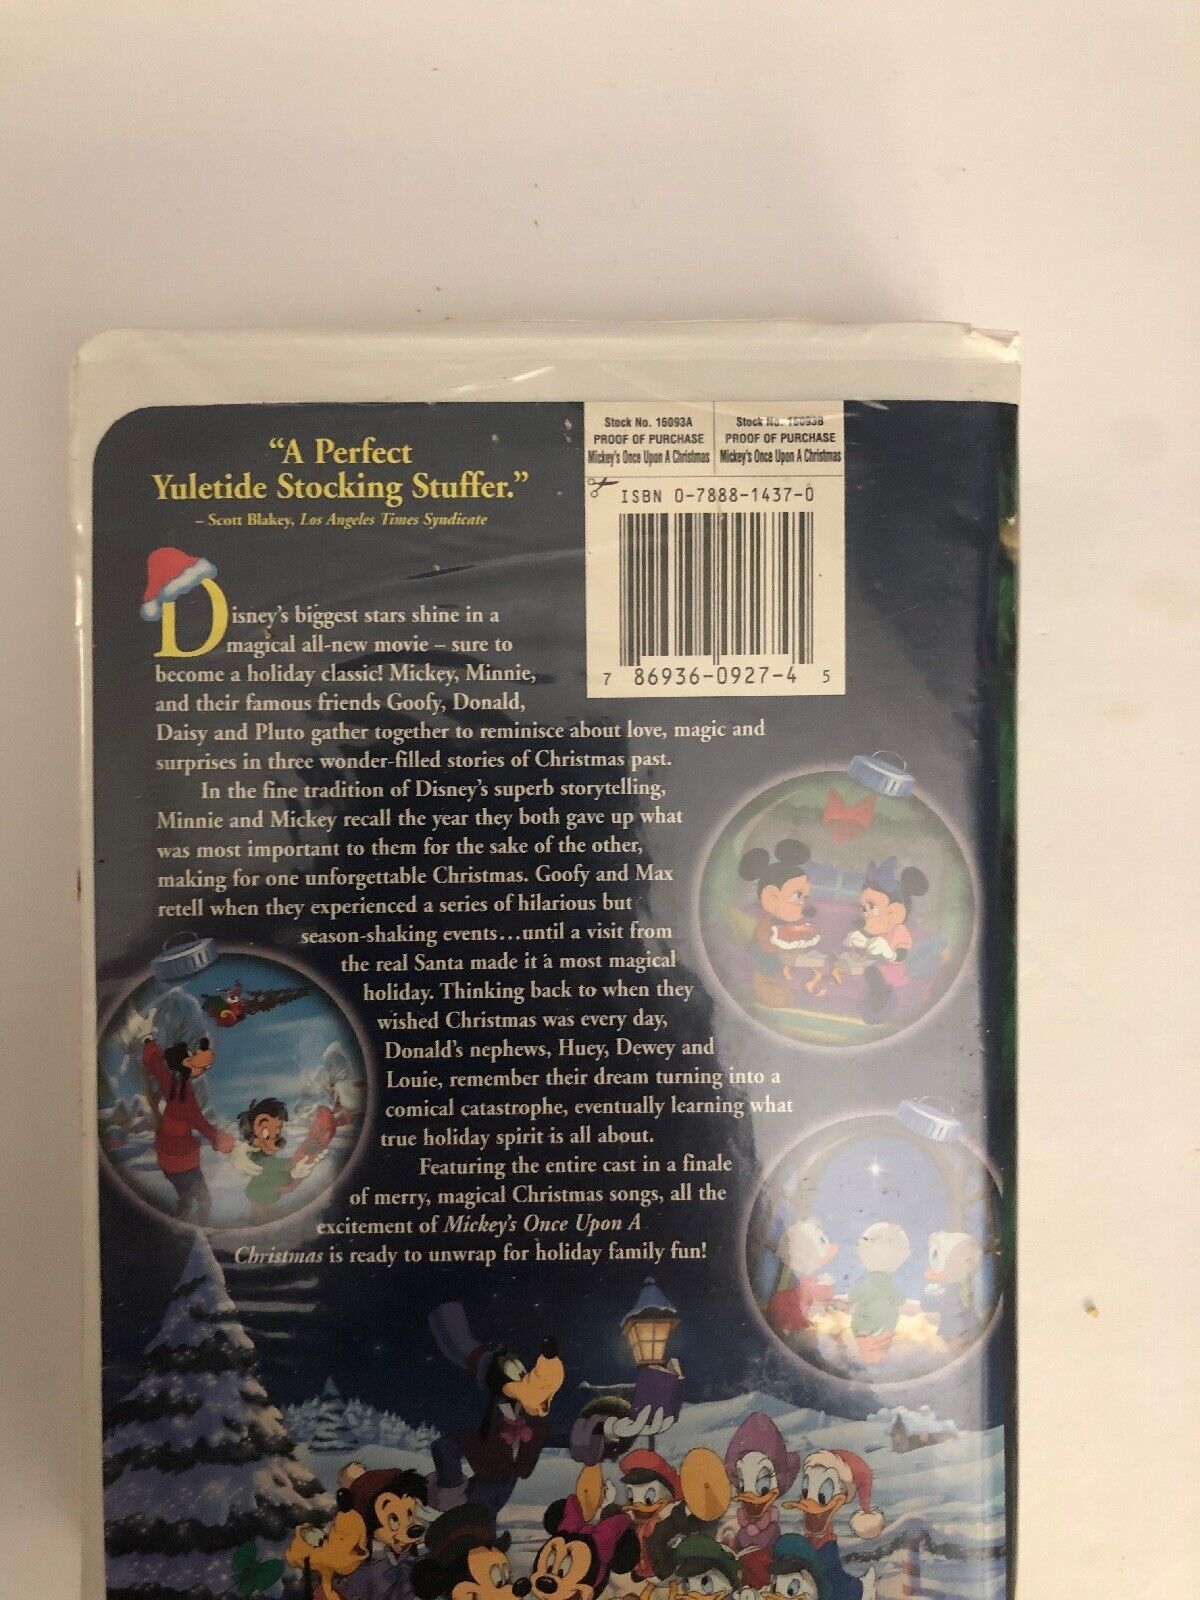 "A Perfect
Yuletide Stocking Stuffer."
– Scott Blakey, Los Angeles Times Syndicate
Stock No. 16093A
PROOF OF PURCHASE
Mickey's Once Upon A Christmas
Stock No. 16093B
PROOF OF PURCHASE
Mickey's Once Upon A Christmas
ISBN 0-7888-1437-0
7 86936-0927-4 5
Disney's biggest stars shine in a
magical all-new movie – sure to
become a holiday classic! Mickey, Minnie,
and their famous friends Goofy, Donald,
Daisy and Pluto gather together to reminisce about love, magic and
surprises in three wonder-filled stories of Christmas past.
In the fine tradition of Disney's superb storytelling,
Minnie and Mickey recall the year they both gave up what
was most important to them for the sake of the other,
making for one unforgettable Christmas. Goofy and Max
retell when they experienced a series of hilarious but
season-shaking events...until a visit from
the real Santa made it a most magical
holiday. Thinking back to when they
wished Christmas was every day,
Donald's nephews, Huey, Dewey and
Louie, remember their dream turning into a
comical catastrophe, eventually learning what
true holiday spirit is all about.
Featuring the entire cast in a finale
of merry, magical Christmas songs, all the
excitement of Mickey's Once Upon A
Christmas is ready to unwrap for holiday family fun!